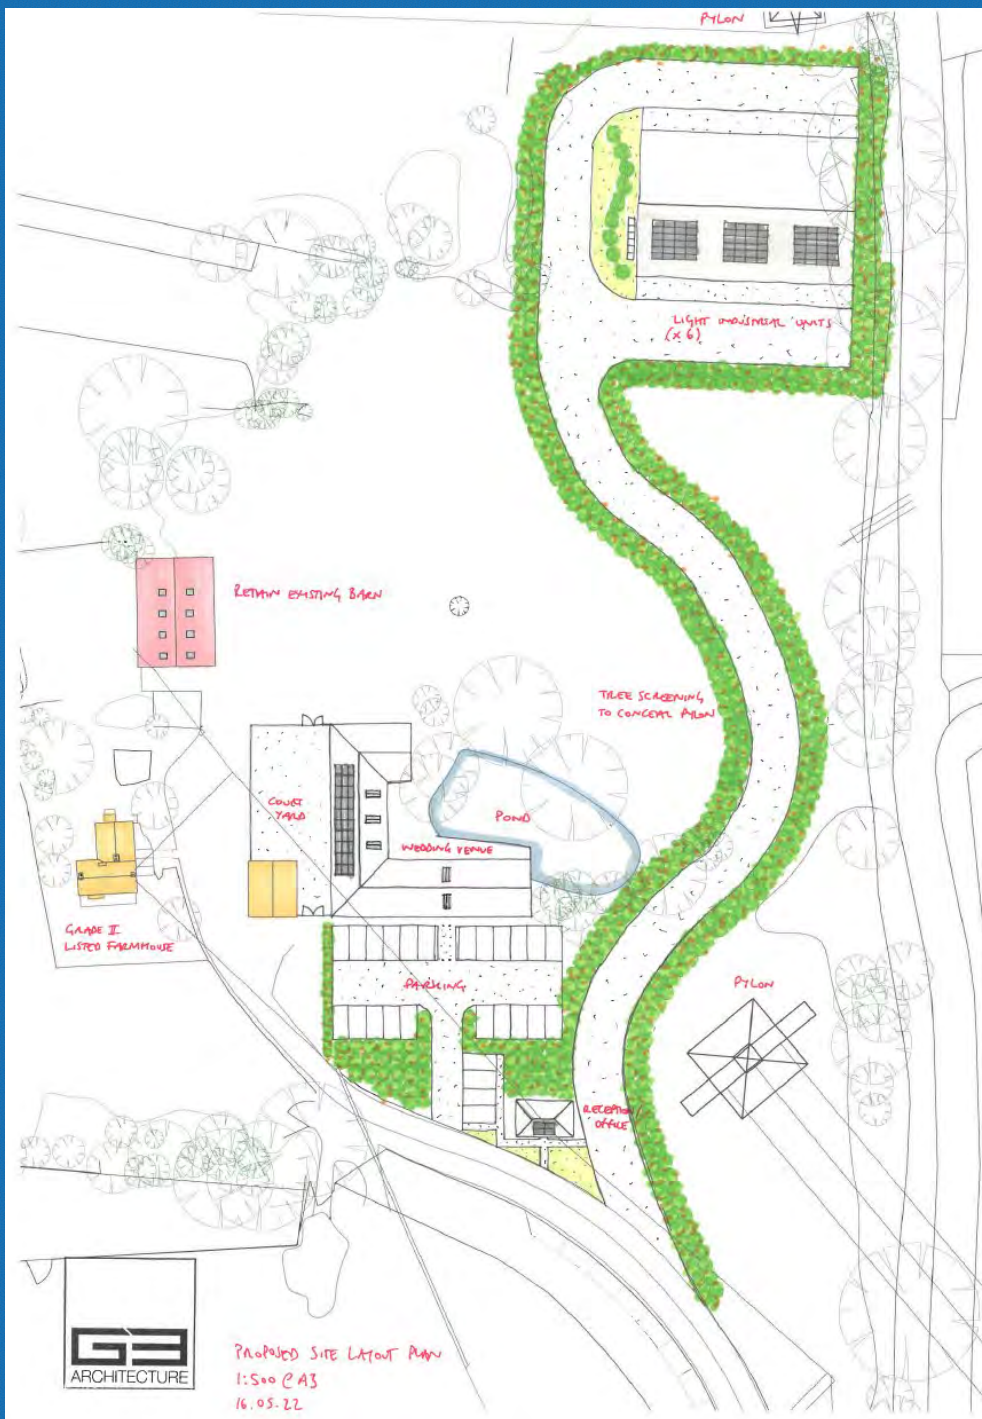 PYLON
LIGHT INDUSTRIAL UNITS
(x 6)
RETAIN EXISTING BARN
TREE SCREENING
TO CONCEAL PYLON
COURT
YARD
POND
WEDDING VENUE
GRADE II
LISTED FARMHOUSE
PARKING
PYLON
RECEPTION
OFFICE
G3
ARCHITECTURE
PROPOSED SITE LAYOUT PLAN
1:500 @ A3
16.05.22